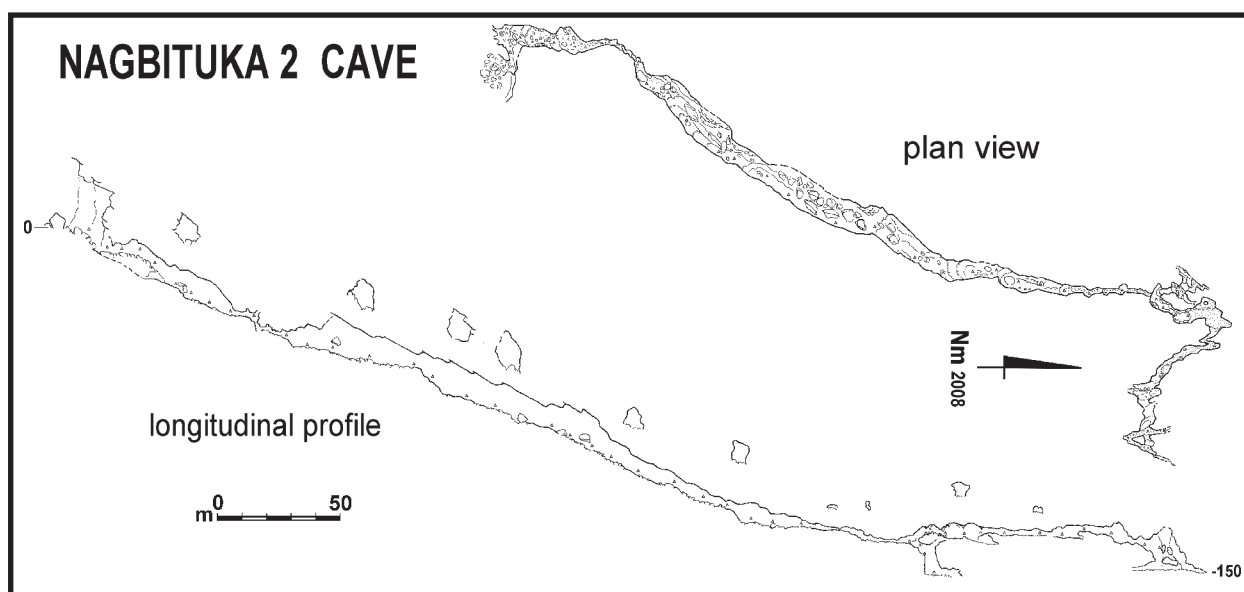 NAGBITUKA 2 CAVE
plan view
0
Nm 2008
longitudinal profile
0 50
m
-150